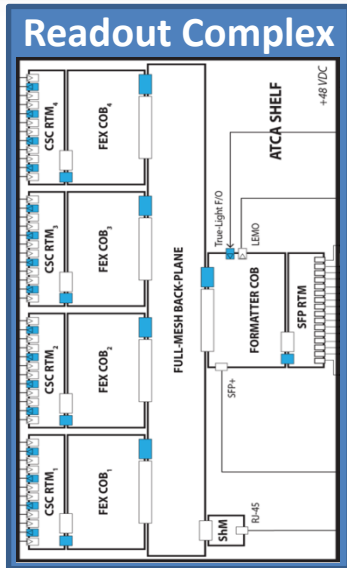 Readout Complex
+48 VDC
ATCA SHELF
CSC RTM4
FEX COB4
CSC RTM3
FEX COB3
CSC RTM2
FEX COB2
CSC RTM1
FEX COB1
FULL-MESH BACK-PLANE
True-Light F/O
LEMO
FORMATTER COB
SFP RTM
SFP+
ShM
RJ-45